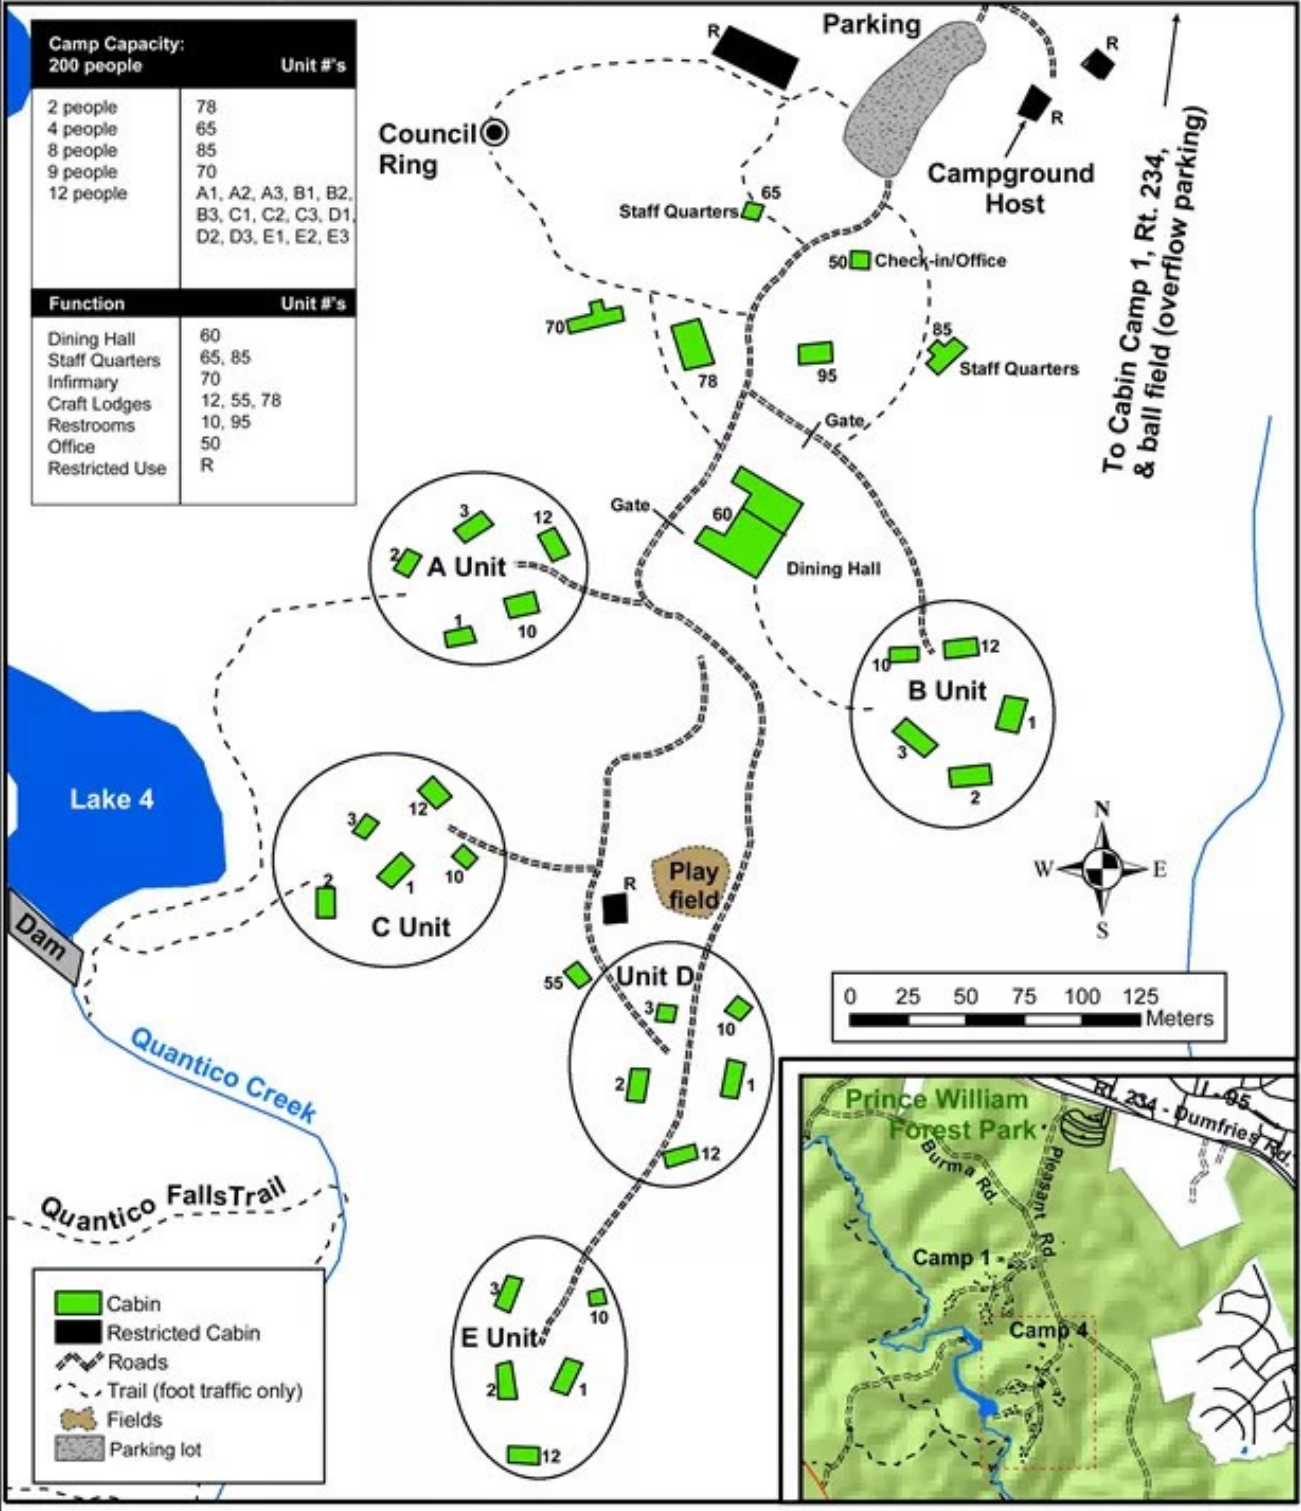 Camp Capacity:
200 people Unit #'s
2 people 78
4 people 65
8 people 85
9 people 70
12 people A1, A2, A3, B1, B2,
B3, C1, C2, C3, D1,
D2, D3, E1, E2, E3
Function Unit #'s
Dining Hall 60
Staff Quarters 65, 85
Infirmary 70
Craft Lodges 12, 55, 78
Restrooms 10, 95
Office 50
Restricted Use R
Parking
R
R
R
Campground
Host
To Cabin Camp 1, Rt. 234,
& ball field (overflow parking)
Council
Ring
65
Staff Quarters
50 Check-in/Office
70
78
95
85
Staff Quarters
Gate
Gate
60
Dining Hall
3
12
2
A Unit
1
10
10
12
B Unit
1
3
2
Lake 4
Dam
12
3
1
10
2
C Unit
Play
field
R
55
Unit D
3
10
2
1
12
N
W E
S
0 25 50 75 100 125
Meters
Quantico Creek
Quantico Falls Trail
3
10
E Unit
2
1
12
Cabin
Restricted Cabin
Roads
Trail (foot traffic only)
Fields
Parking lot
Prince William
Forest Park
Rt. 234 - Dumfries Rd.
I-95
Burma Rd.
Pleasant Rd
Camp 1
Camp 4